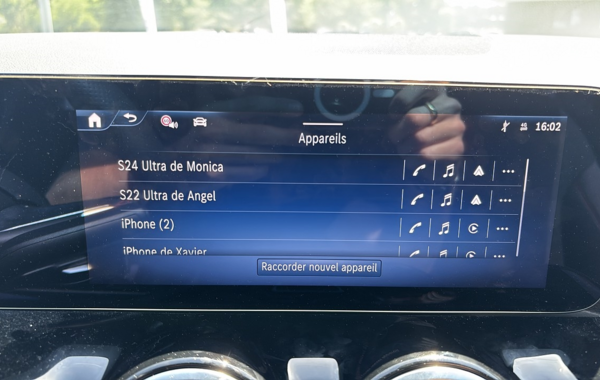 16:02
Appareils
S24 Ultra de Monica
S22 Ultra de Angel
iPhone (2)
iPhone de Xavier
Raccorder nouvel appareil